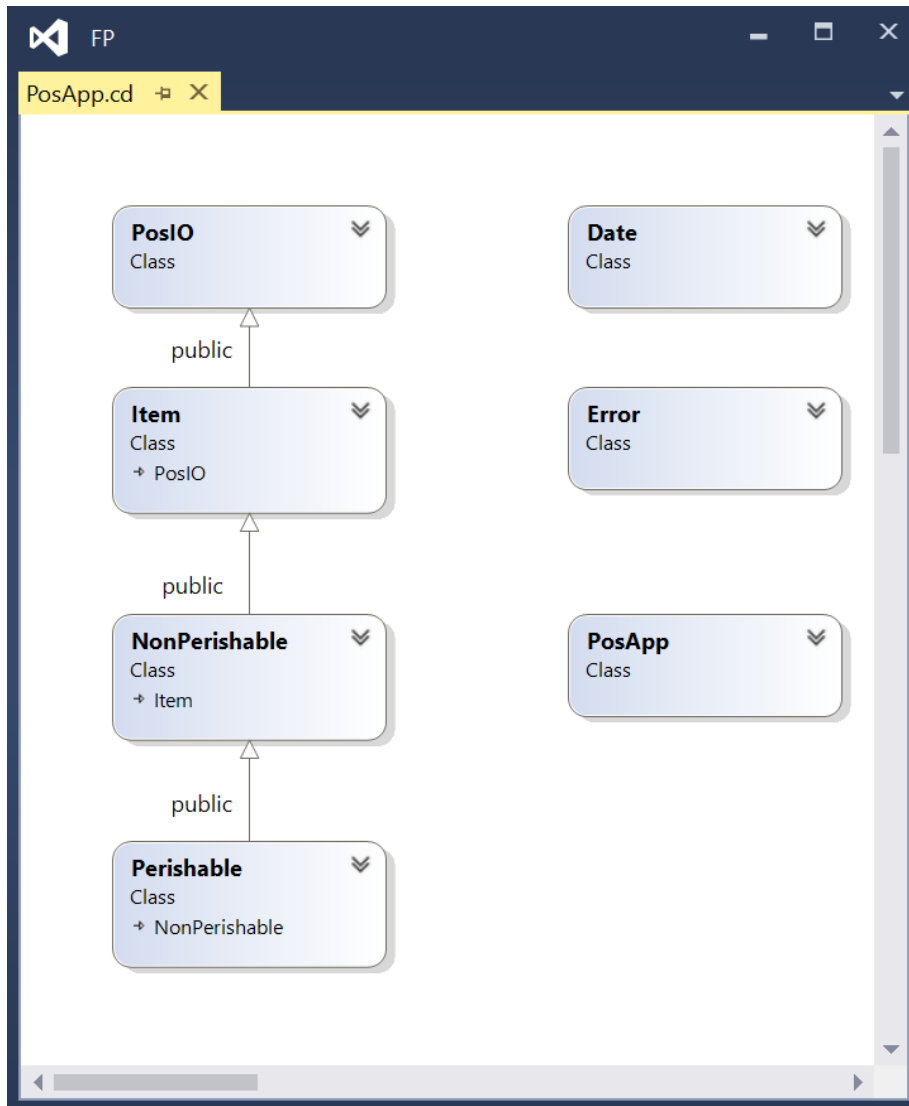 FP
PosApp.cd
PosIO
Class
Date
Class
public
Item
Class
PosIO
Error
Class
public
NonPerishable
Class
Item
PosApp
Class
public
Perishable
Class
NonPerishable